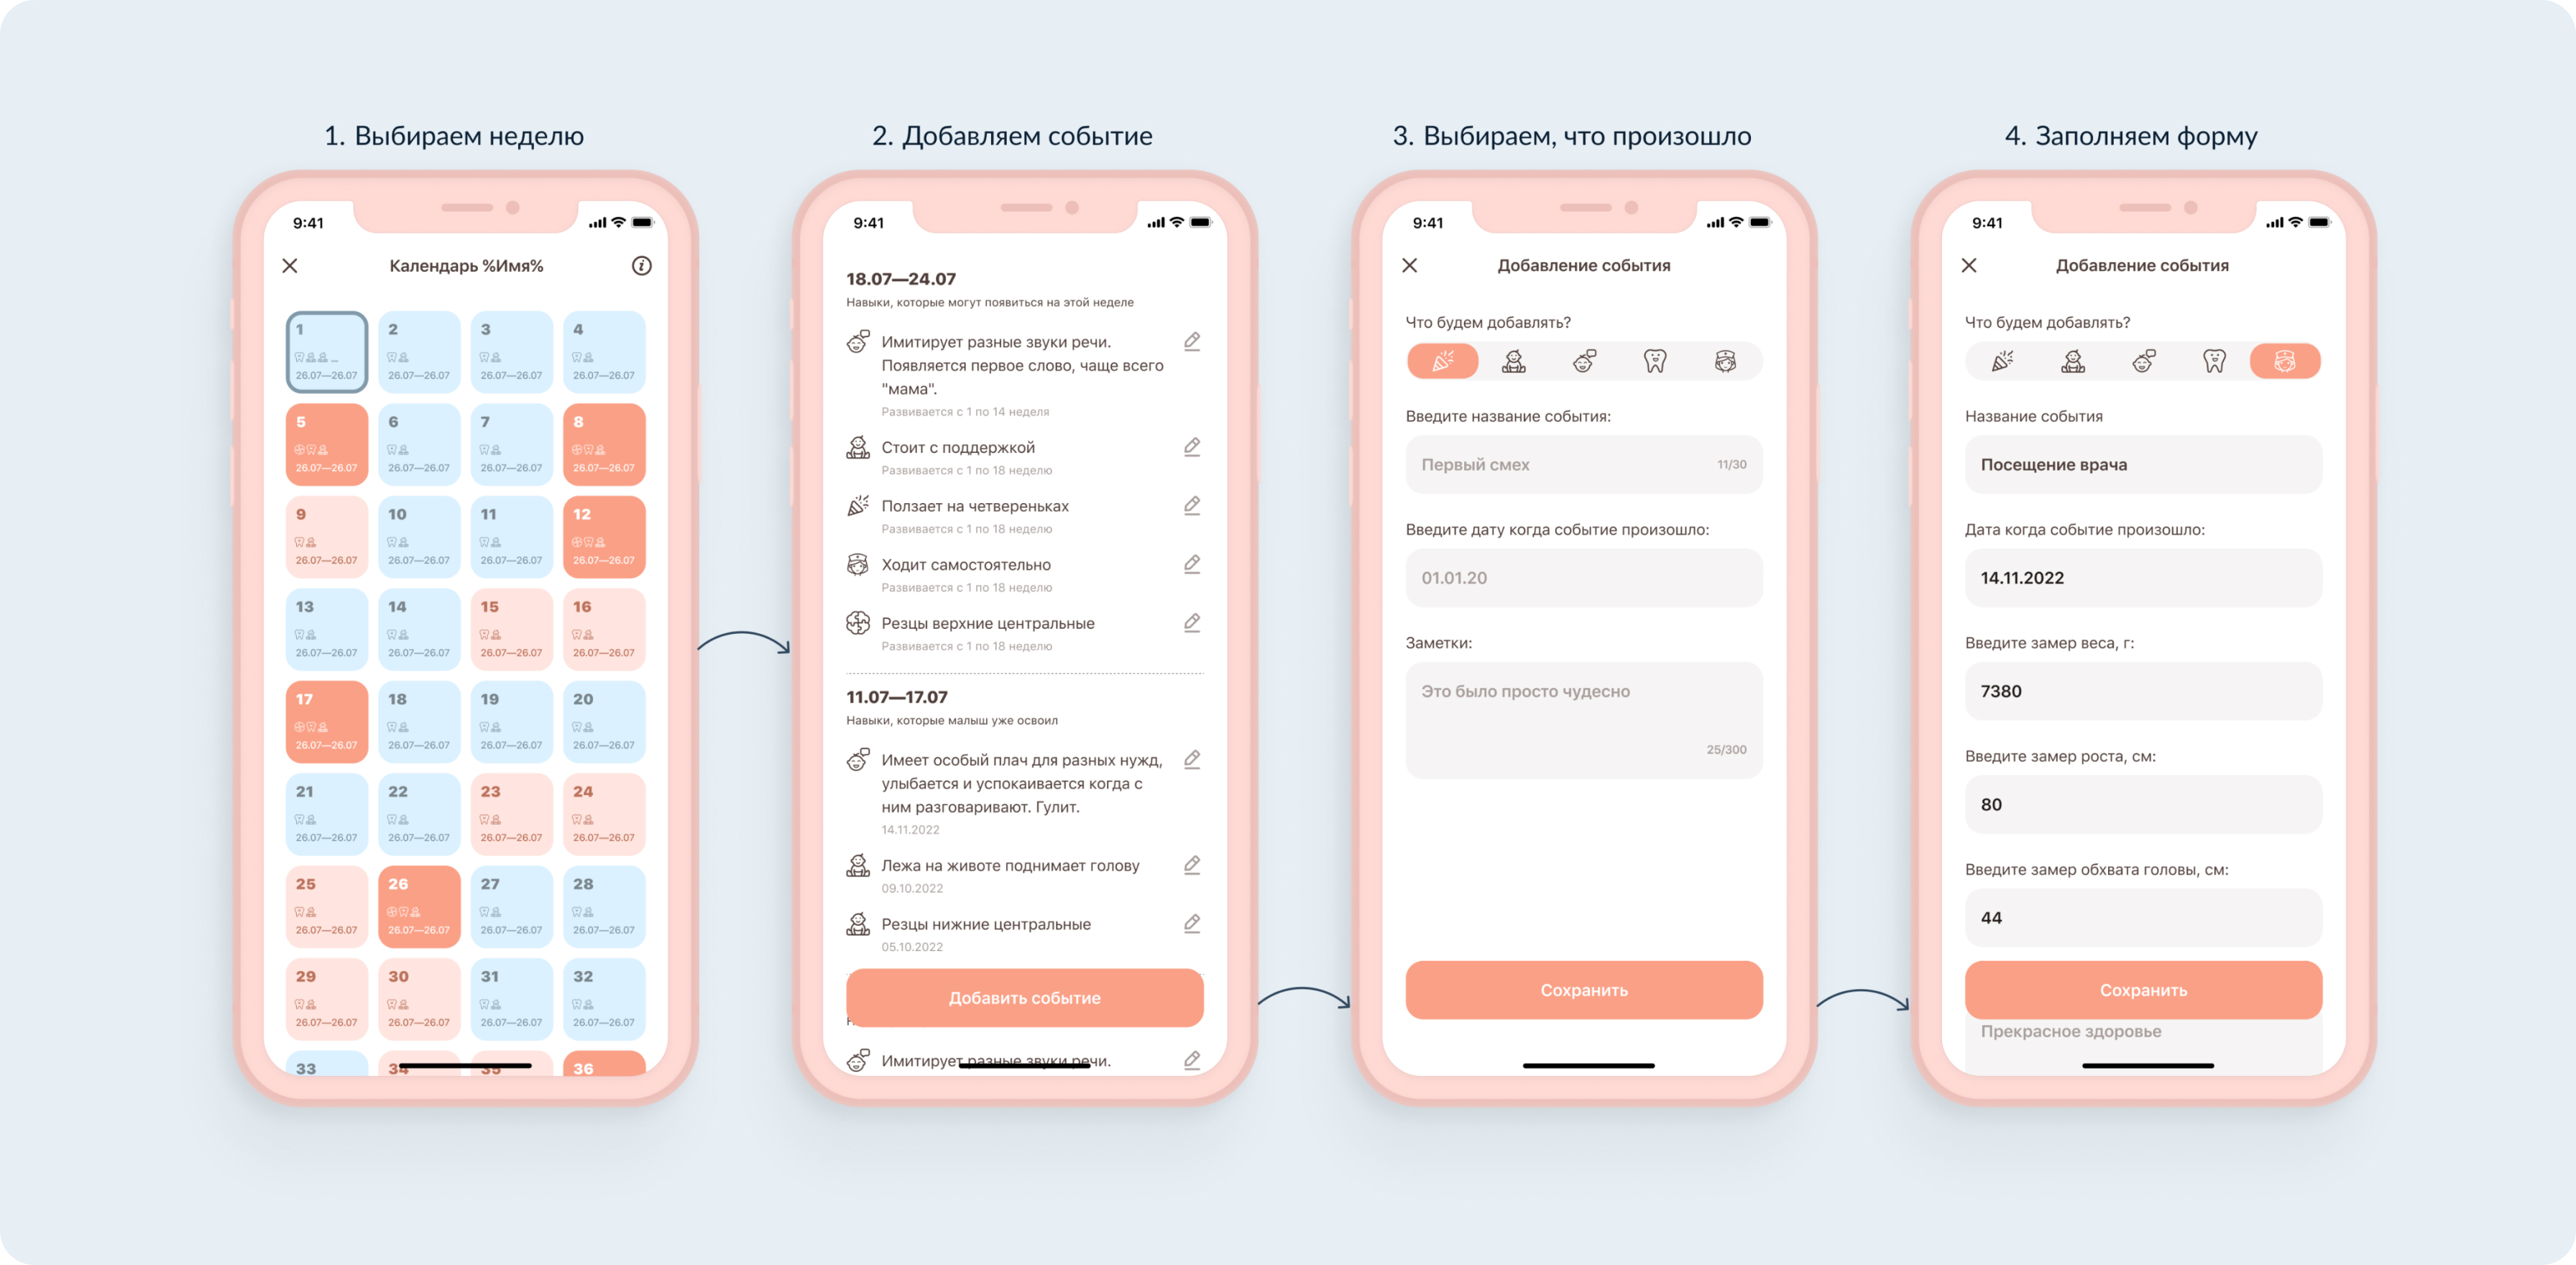 1. Выбираем неделю
9:41
Календарь %Имя%
1
2
3
4
26.07—26.07
26.07—26.07
26.07—26.07
26.07—26.07
5
6
7
8
26.07—26.07
26.07—26.07
26.07—26.07
26.07—26.07
9
10
11
12
26.07—26.07
26.07—26.07
26.07—26.07
26.07—26.07
13
14
15
16
26.07—26.07
26.07—26.07
26.07—26.07
26.07—26.07
17
18
19
20
26.07—26.07
26.07—26.07
26.07—26.07
26.07—26.07
21
22
23
24
26.07—26.07
26.07—26.07
26.07—26.07
26.07—26.07
25
26
27
28
26.07—26.07
26.07—26.07
26.07—26.07
26.07—26.07
29
30
31
32
26.07—26.07
26.07—26.07
26.07—26.07
26.07—26.07
33
34
35
36
2. Добавляем событие
9:41
18.07—24.07
Навыки, которые могут появиться на этой неделе
Имитирует разные звуки речи.
Появляется первое слово, чаще всего
"мама".
Развивается с 1 по 14 неделя
Стоит с поддержкой
Развивается с 1 по 18 неделю
Ползает на четвереньках
Развивается с 1 по 18 неделю
Ходит самостоятельно
Развивается с 1 по 18 неделю
Резцы верхние центральные
Развивается с 1 по 18 неделю
11.07—17.07
Навыки, которые малыш уже освоил
Имеет особый плач для разных нужд,
улыбается и успокаивается когда с
ним разговаривают. Гулит.
14.11.2022
Лежа на животе поднимает голову
09.10.2022
Резцы нижние центральные
05.10.2022
Добавить событие
Имитирует разные звуки речи.
3. Выбираем, что произошло
9:41
Добавление события
Что будем добавлять?
Введите название события:
Первый смех
11/30
Введите дату когда событие произошло:
01.01.20
Заметки:
Это было просто чудесно
25/300
Сохранить
4. Заполняем форму
9:41
Добавление события
Что будем добавлять?
Название события
Посещение врача
Дата когда событие произошло:
14.11.2022
Введите замер веса, г:
7380
Введите замер роста, см:
80
Введите замер обхвата головы, см:
44
Сохранить
Прекрасное здоровье